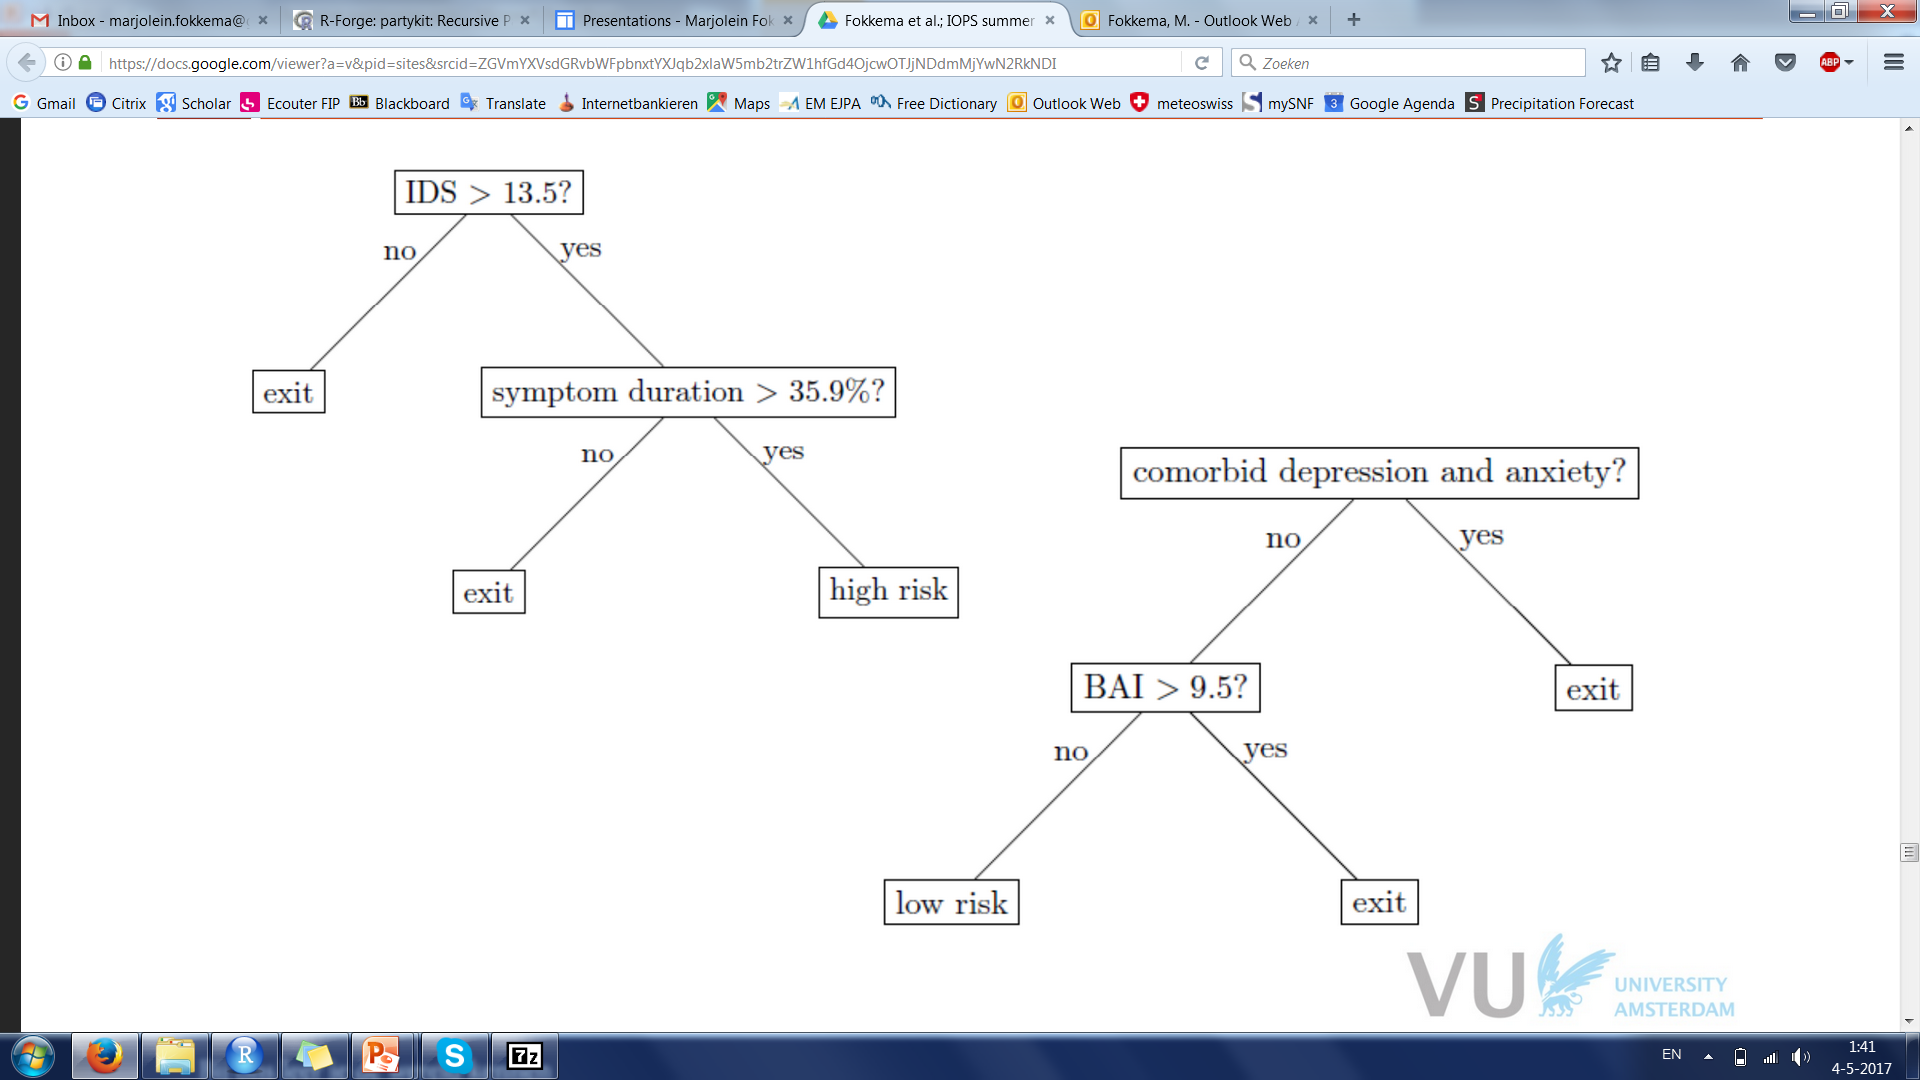 Inbox - marjolein.fokkema@
R-Forge: partykit: Recursive P
Presentations - Marjolein Fok
Fokkema et al.; IOPS summer
Fokkema, M. - Outlook Web
https://docs.google.com/viewer?a=v&pid=sites&srcid=ZGVmYXVsdGRvbWFpbnxtYXJqb2xlaW5mb2trZW1hfGd4OjcwOTJjNDdmMjYwN2RkNDI
Zoeken
ABP
Gmail Citrix Scholar Ecouter FIP Bb Blackboard Translate Internetbankieren Maps EM EJPA Free Dictionary Outlook Web meteoswiss mySNF 3 Google Agenda Precipitation Forecast
IDS > 13.5?
no
yes
exit
symptom duration > 35.9%?
no
yes
exit
high risk
comorbid depression and anxiety?
no
yes
BAI > 9.5?
exit
no
yes
low risk
exit
VU UNIVERSITY
AMSTERDAM
7z
EN
1:41
4-5-2017